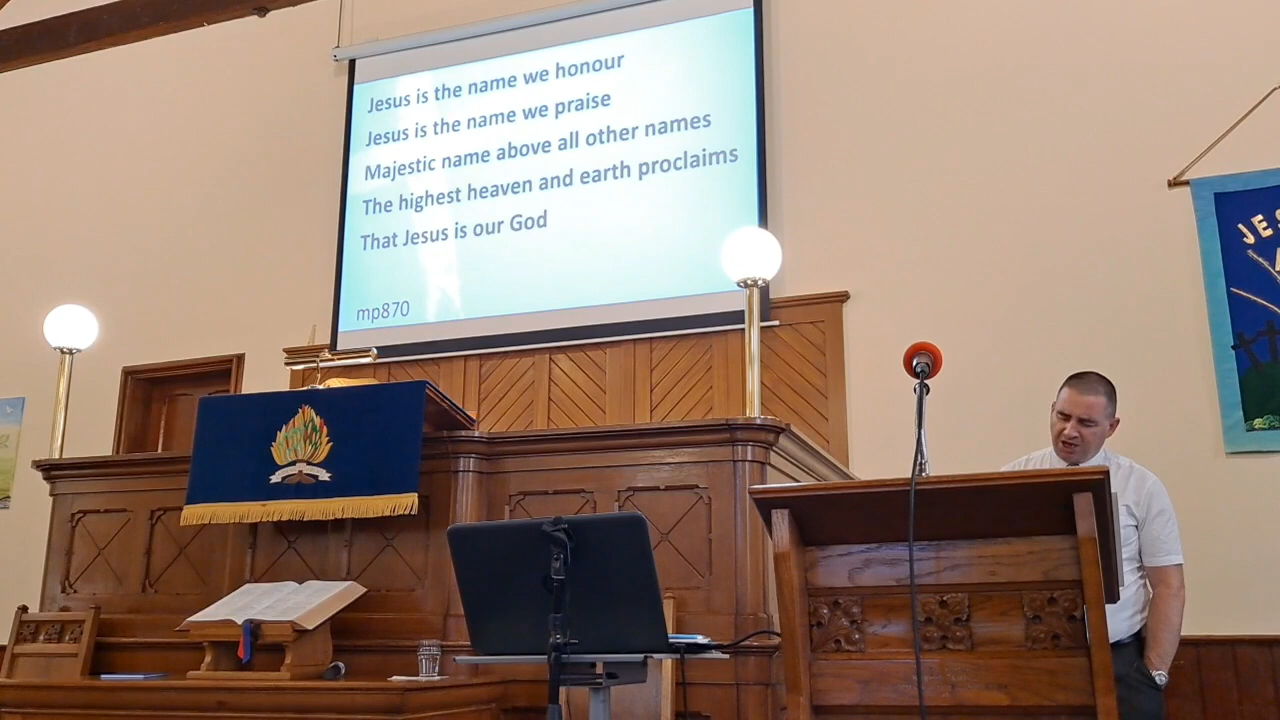 Jesus is the name we honour
Jesus is the name we praise
Majestic name above all other names
The highest heaven and earth proclaims
That Jesus is our God
mp870